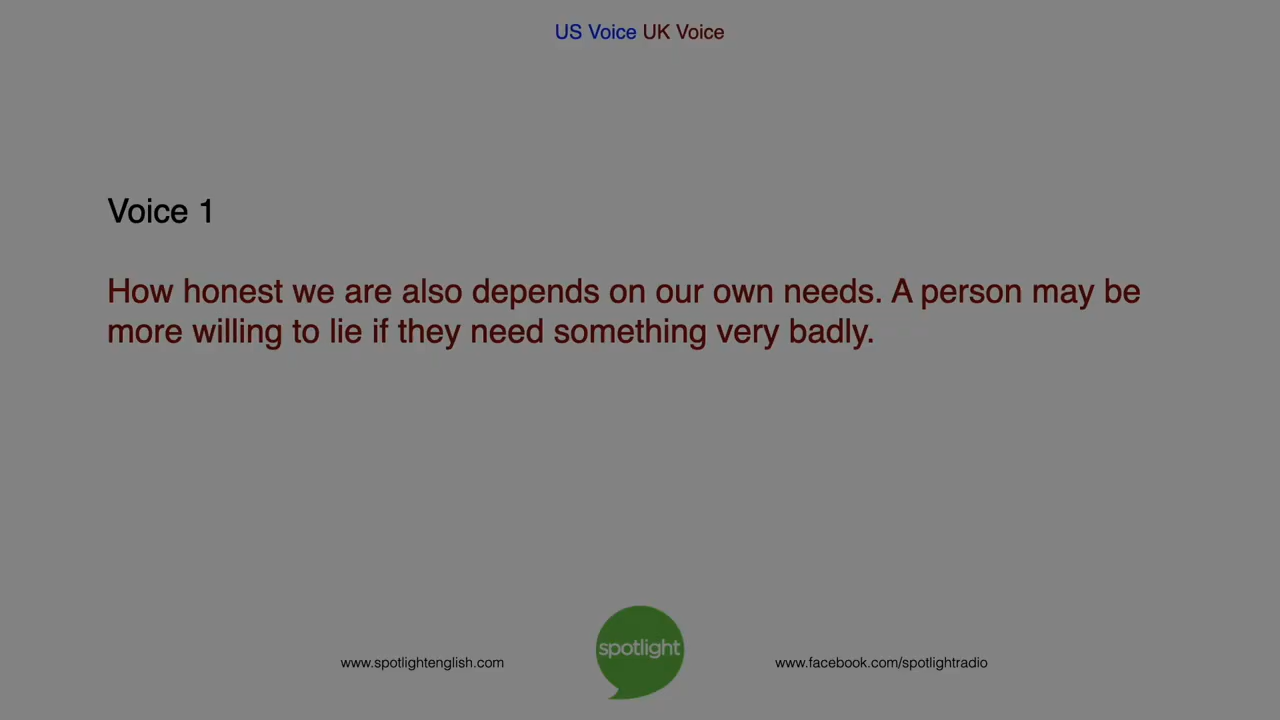 US Voice UK Voice
Voice 1
How honest we are also depends on our own needs. A person may be
more willing to lie if they need something very badly.
spotlight
www.spotlightenglish.com
www.facebook.com/spotlightradio